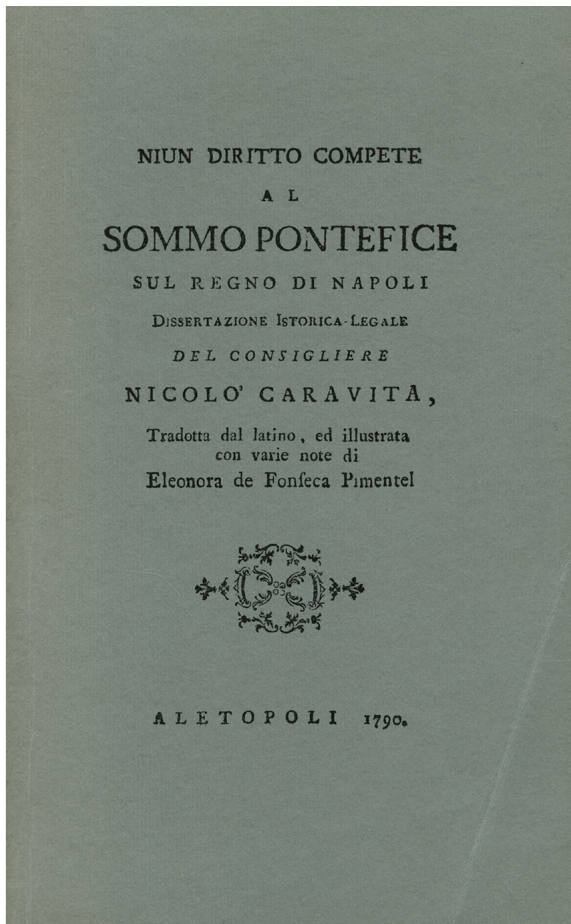 NIUN DIRITTO COMPETE
AL
SOMMO PONTEFICE
SUL REGNO DI NAPOLI
DISSERTAZIONE ISTORICA-LEGALE
DEL CONSIGLIERE
NICOLO' CARAVITA,
Tradotta dal latino, ed illustrata
con varie note di
Eleonora de Fonſeca Pimentel
ALETOPOLI 1790.